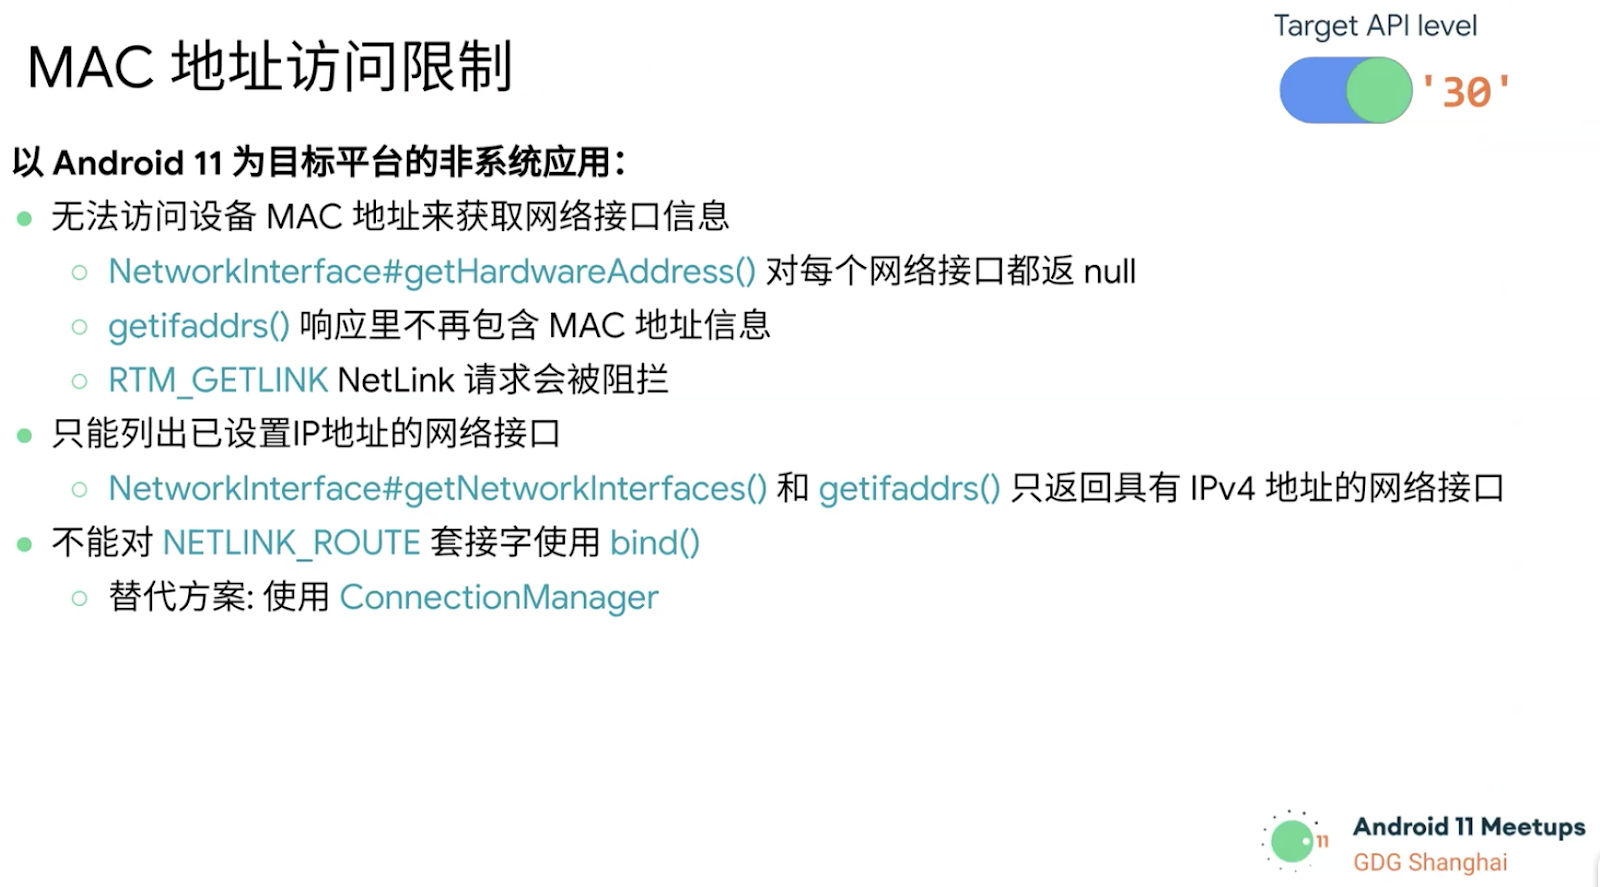 Target API level
MAC 地址访问限制
'30'
以 Android 11 为目标平台的非系统应用：
无法访问设备 MAC 地址来获取网络接口信息
NetworkInterface#getHardwareAddress() 对每个网络接口都返 null
getifaddrs() 响应里不再包含 MAC 地址信息
RTM_GETLINK NetLink 请求会被阻拦
只能列出已设置IP地址的网络接口
NetworkInterface#getNetworkInterfaces() 和 getifaddrs() 只返回具有 IPv4 地址的网络接口
不能对 NETLINK_ROUTE 套接字使用 bind()
替代方案: 使用 ConnectionManager
11
Android 11 Meetups
GDG Shanghai